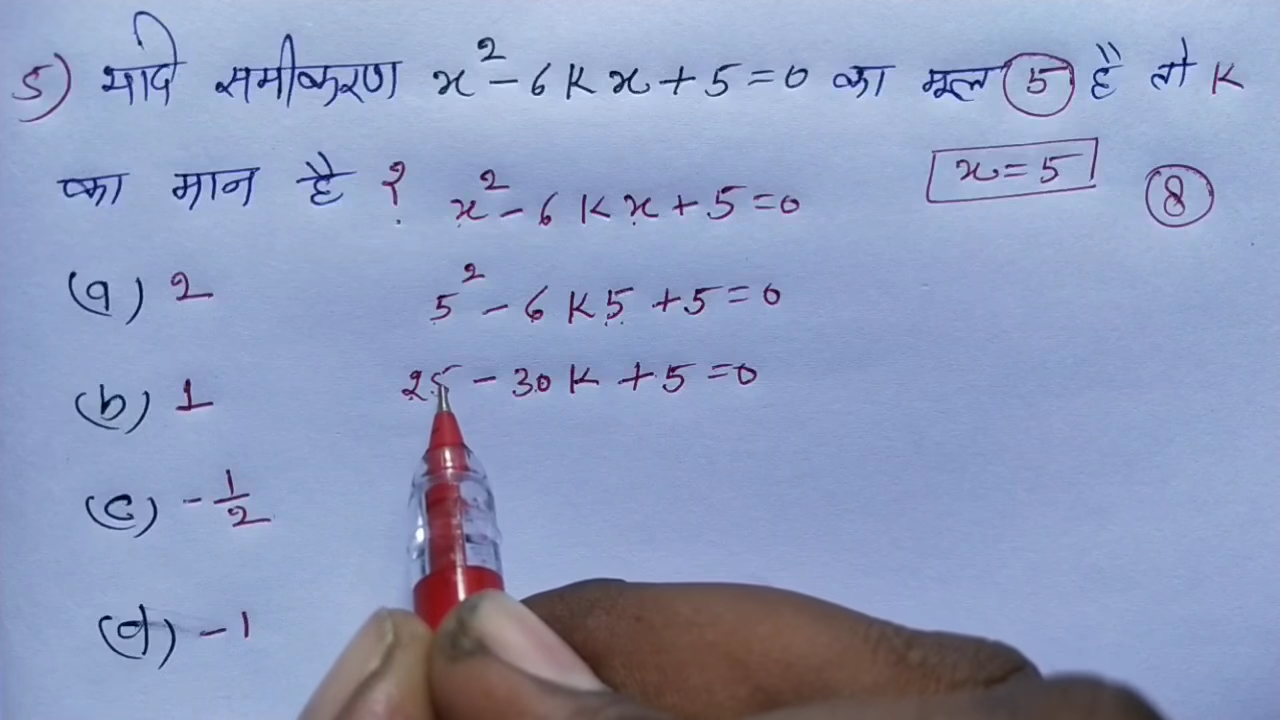 5) यदि समीकरण x² - 6kx + 5 = 0 का मूल 5 है तो K
का मान है ?
x = 5
8
x² - 6kx + 5 = 0
(a) 2
5² - 6k5 + 5 = 0
(b) 1
25 - 30k + 5 = 0
(c) -1/2
(d) -1